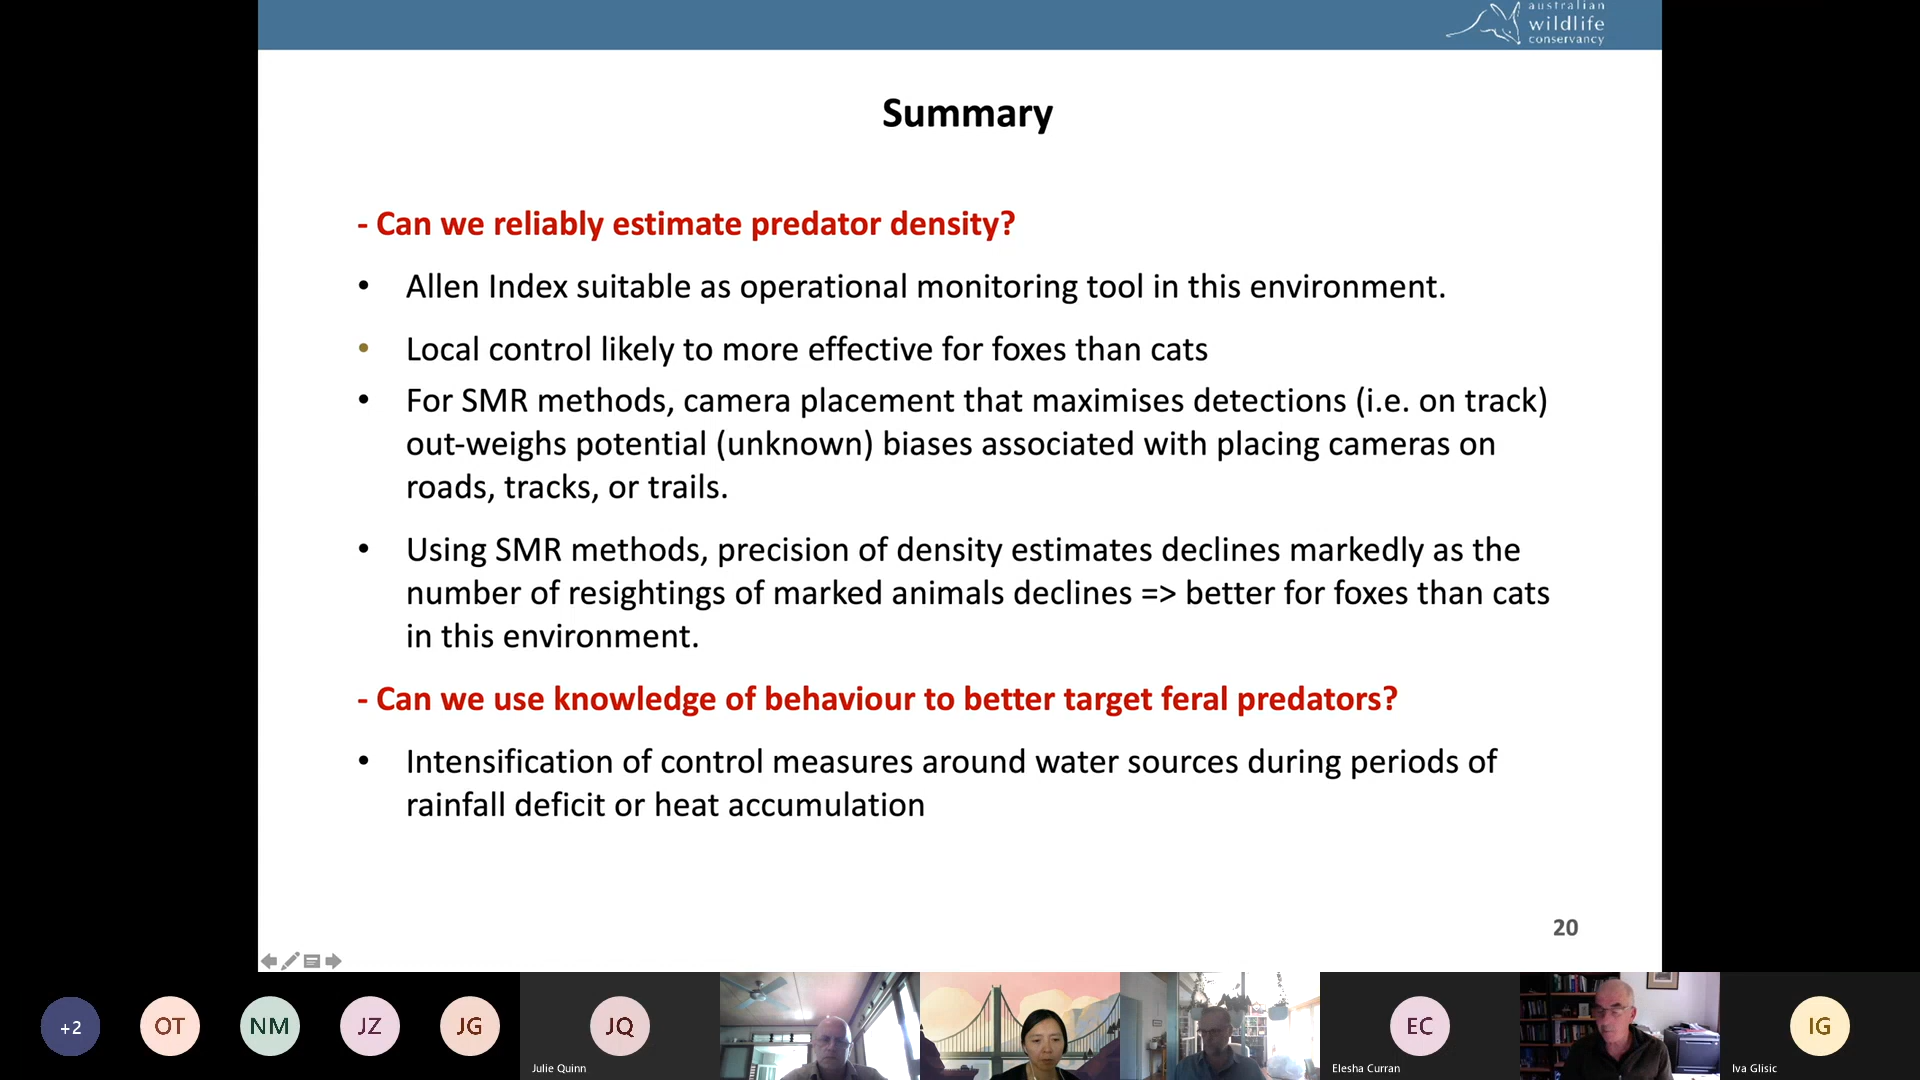 australian
wildlife
conservancy
Summary
- Can we reliably estimate predator density?
• Allen Index suitable as operational monitoring tool in this environment.
• Local control likely to more effective for foxes than cats
• For SMR methods, camera placement that maximises detections (i.e. on track)
out-weighs potential (unknown) biases associated with placing cameras on
roads, tracks, or trails.
• Using SMR methods, precision of density estimates declines markedly as the
number of resightings of marked animals declines => better for foxes than cats
in this environment.
- Can we use knowledge of behaviour to better target feral predators?
• Intensification of control measures around water sources during periods of
rainfall deficit or heat accumulation
20
+2
OT
NM
JZ
JG
JQ
Julie Quinn
EC
Elesha Curran
IG
Iva Glisic